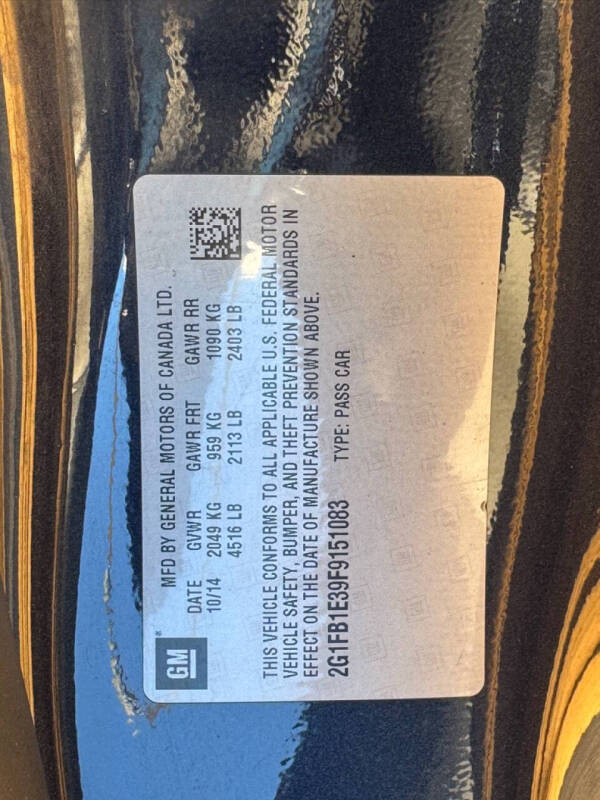 GM
MFD BY GENERAL MOTORS OF CANADA LTD.
DATE GVWR GAWR FRT GAWR RR
10/14 2049 KG 959 KG 1090 KG
4516 LB 2113 LB 2403 LB
THIS VEHICLE CONFORMS TO ALL APPLICABLE U.S. FEDERAL MOTOR
VEHICLE SAFETY, BUMPER, AND THEFT PREVENTION STANDARDS IN
EFFECT ON THE DATE OF MANUFACTURE SHOWN ABOVE.
2G1FB1E39F9151083 TYPE: PASS CAR